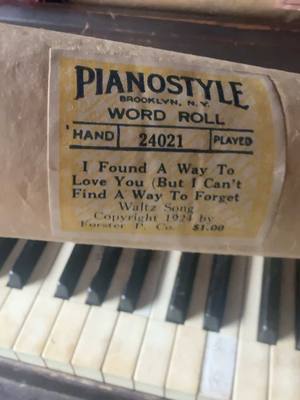 PIANOSTYLE
BROOKLYN, N.Y.
WORD ROLL
HAND 24021 PLAYED
I Found A Way To
Love You (But I Can't
Find A Way To Forget
Waltz Song
Copyright 1924 by
Forster P. Co. $1.00